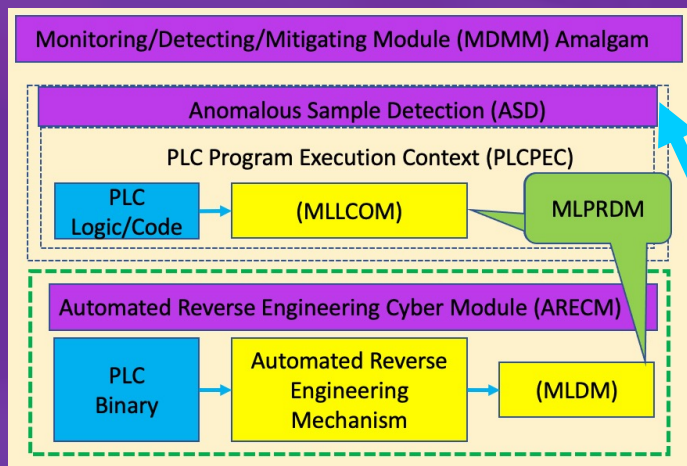 Monitoring/Detecting/Mitigating Module (MDMM) Amalgam
Anomalous Sample Detection (ASD)
PLC Program Execution Context (PLCPEC)
PLC
Logic/Code
(MLLCOM)
MLPRDM
Automated Reverse Engineering Cyber Module (ARECM)
PLC
Binary
Automated Reverse
Engineering
Mechanism
(MLDM)